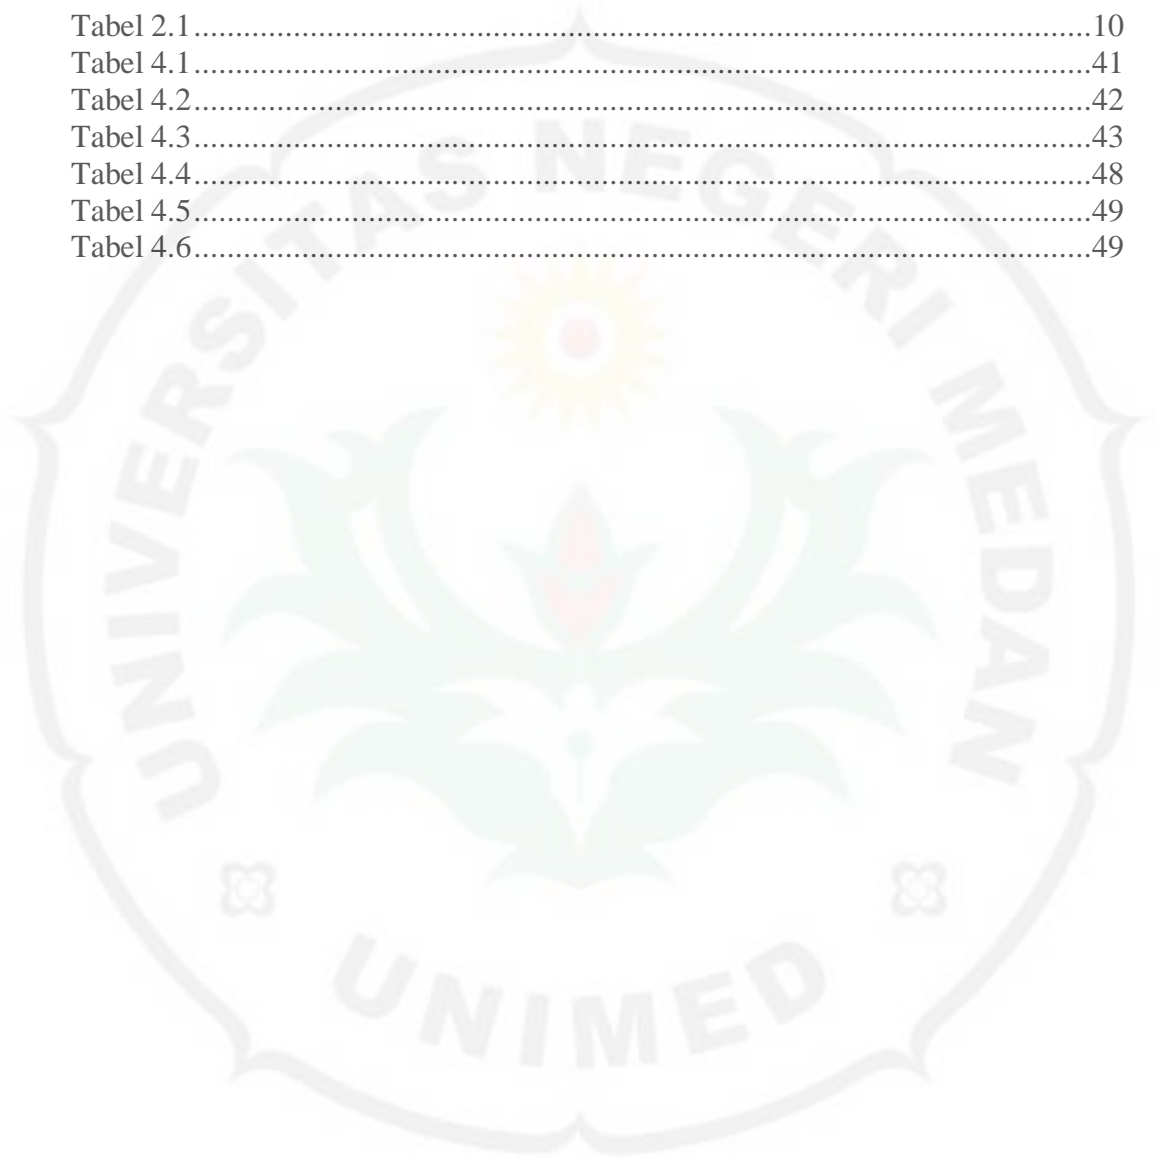 Tabel 2.1...........................................................................................10
Tabel 4.1...........................................................................................41
Tabel 4.2...........................................................................................42
Tabel 4.3...........................................................................................43
Tabel 4.4...........................................................................................48
Tabel 4.5...........................................................................................49
Tabel 4.6...........................................................................................49
UNIVERSITAS NEGERI MEDAN
UNIMED